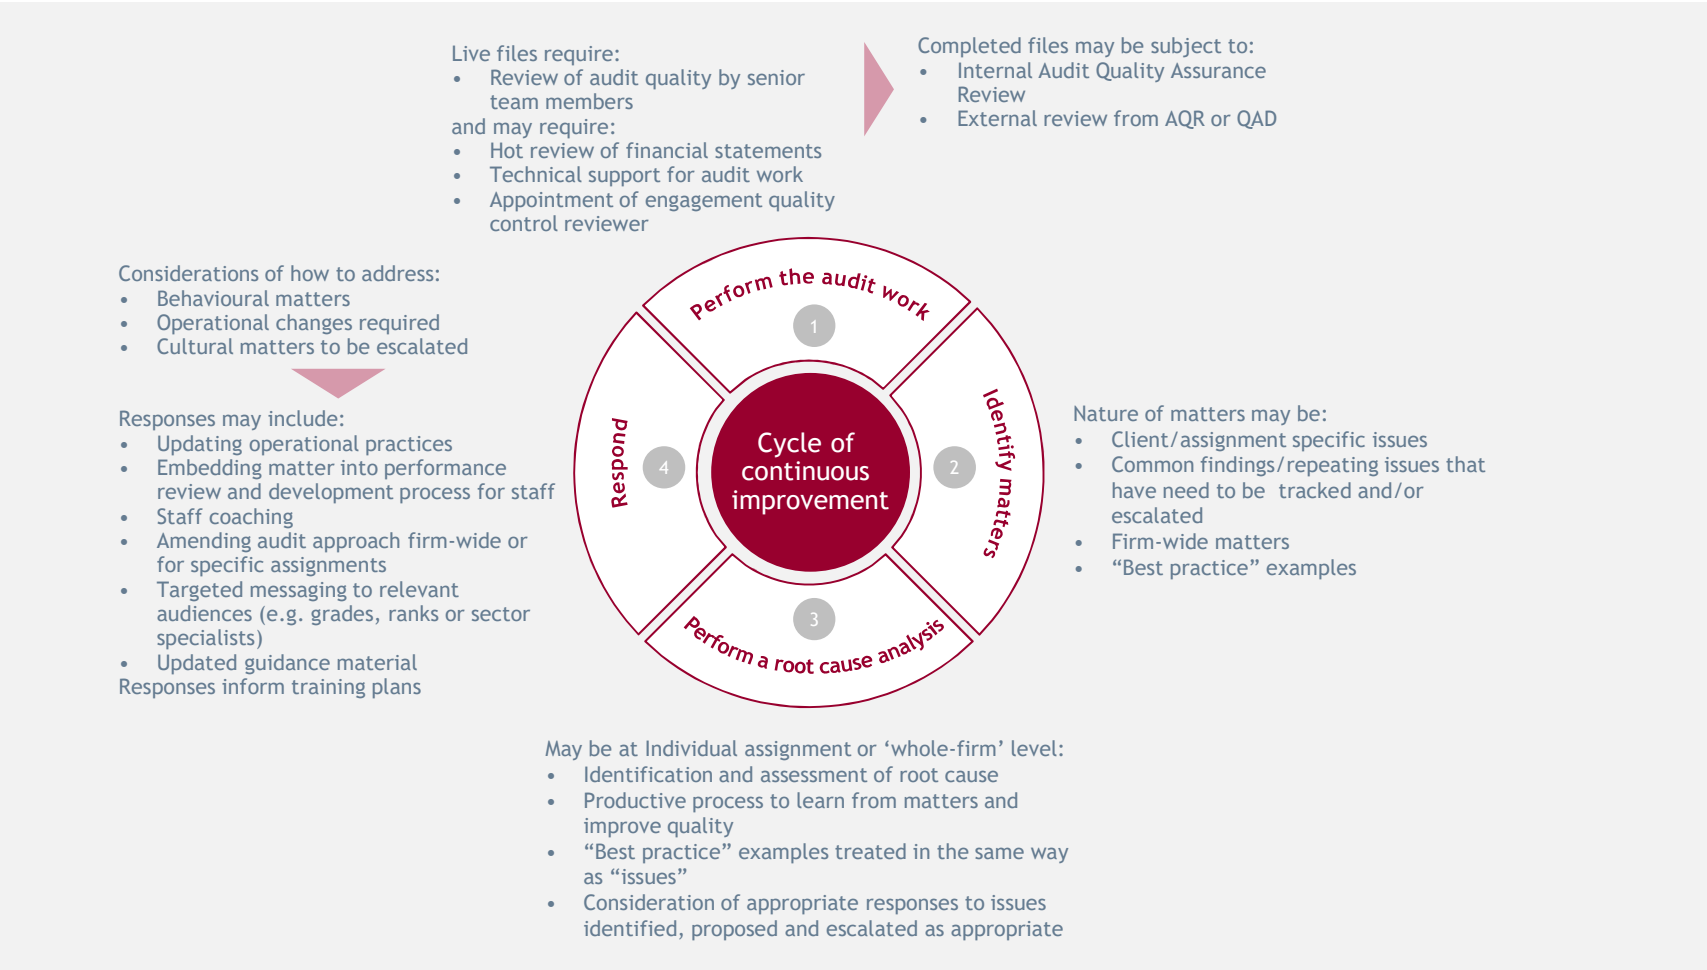 Live files require:
• Review of audit quality by senior
team members
and may require:
• Hot review of financial statements
• Technical support for audit work
• Appointment of engagement quality
control reviewer
Completed files may be subject to:
• Internal Audit Quality Assurance
Review
• External review from AQR or QAD
Considerations of how to address:
• Behavioural matters
• Operational changes required
• Cultural matters to be escalated
Responses may include:
• Updating operational practices
• Embedding matter into performance
review and development process for staff
• Staff coaching
• Amending audit approach firm-wide or
for specific assignments
• Targeted messaging to relevant
audiences (e.g. grades, ranks or sector
specialists)
• Updated guidance material
Responses inform training plans
Perform the audit work
1
Identify matters
2
Perform a root cause analysis
3
Respond
4
Cycle of
continuous
improvement
Nature of matters may be:
• Client/assignment specific issues
• Common findings/repeating issues that
have need to be  tracked and/or
escalated
• Firm-wide matters
• “Best practice” examples
May be at Individual assignment or ‘whole-firm’ level:
• Identification and assessment of root cause
• Productive process to learn from matters and
improve quality
• “Best practice” examples treated in the same way
as “issues”
• Consideration of appropriate responses to issues
identified, proposed and escalated as appropriate